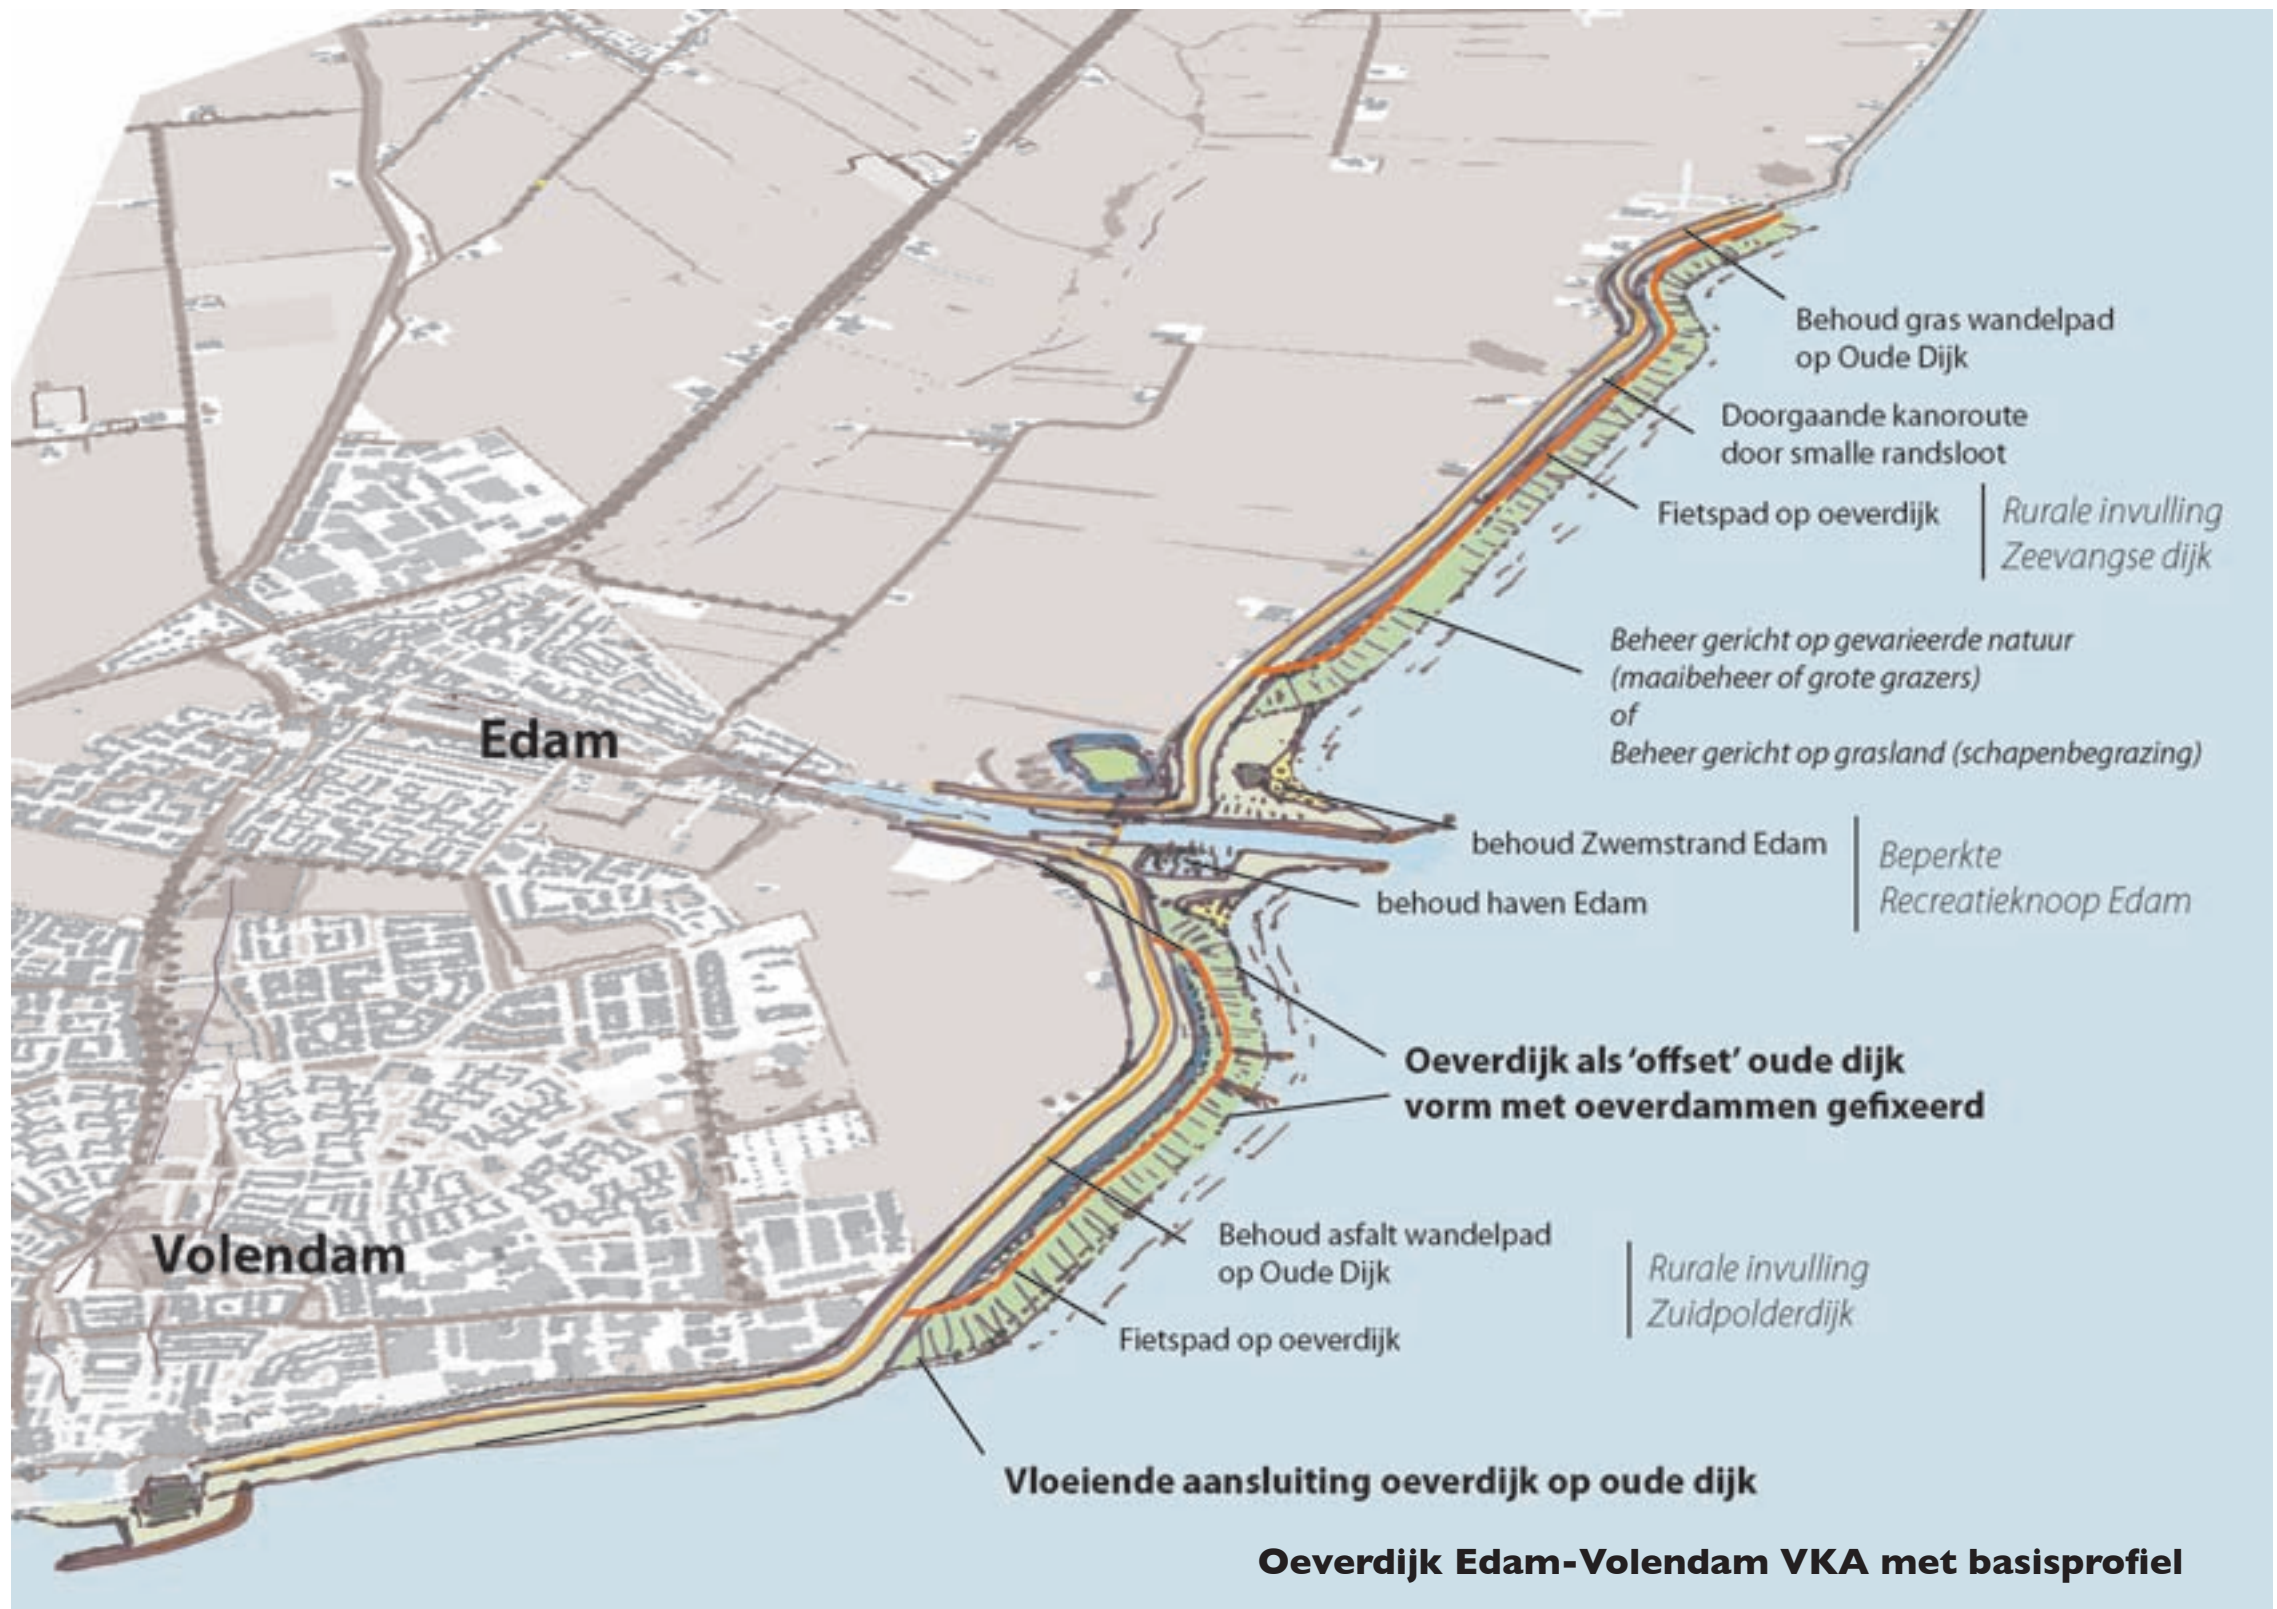 Behoud gras wandelpad
op Oude Dijk
Doorgaande kanoroute
door smalle randsloot
Fietspad op oeverdijk
Rurale invulling
Zeevangse dijk
Beheer gericht op gevarieerde natuur
(maaibeheer of grote grazers)
of
Beheer gericht op grasland (schapenbegrazing)
Edam
behoud Zwemstrand Edam
behoud haven Edam
Beperkte
Recreatieknoop Edam
Oeverdijk als ‘offset’ oude dijk
vorm met oeverdammen gefixeerd
Volendam
Behoud asfalt wandelpad
op Oude Dijk
Rurale invulling
Zuidpolderdijk
Fietspad op oeverdijk
Vloeiende aansluiting oeverdijk op oude dijk
Oeverdijk Edam-Volendam VKA met basisprofiel